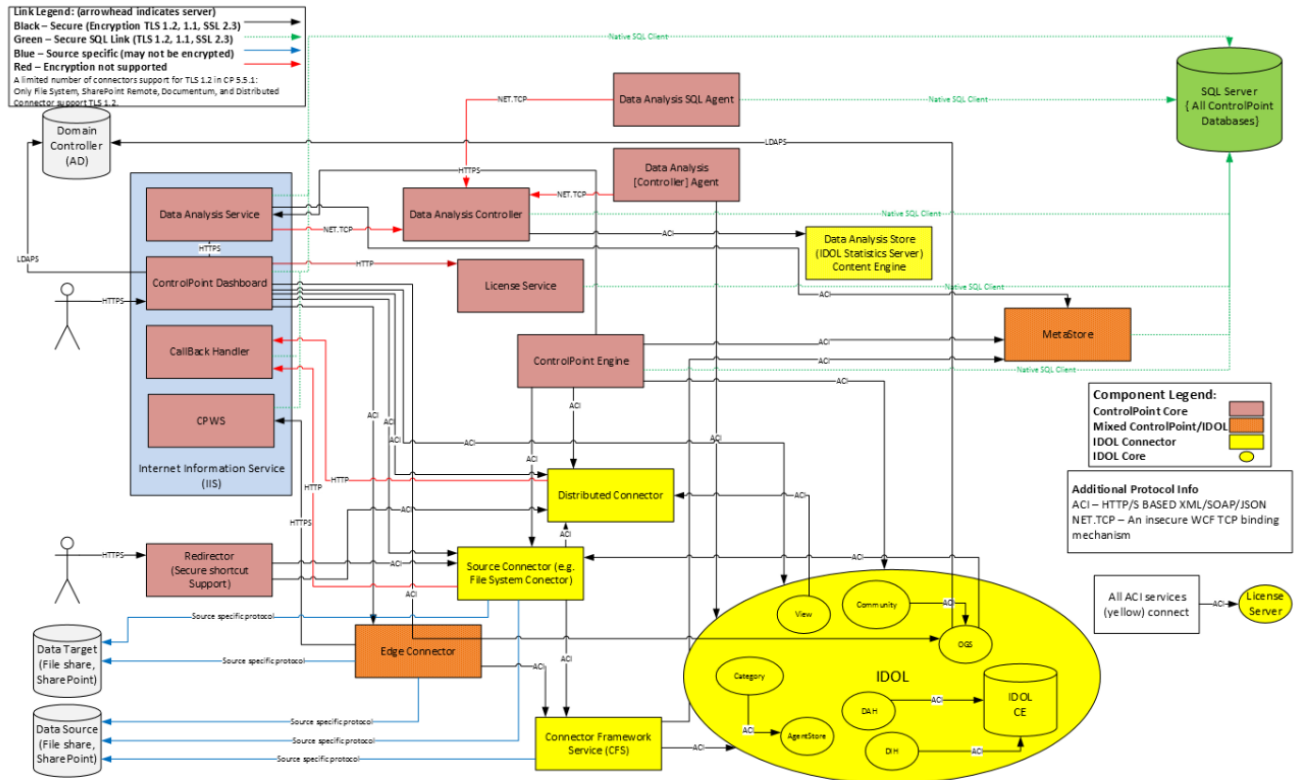 Link Legend: (arrowhead indicates server)
Black – Secure (Encryption TLS 1.2, 1.1, SSL 2.3)
Green – Secure SQL Link (TLS 1.2, 1.1, SSL 2.3)
Blue – Source specific (may not be encrypted)
Red – Encryption not supported
A limited number of connectors support for TLS 1.2 in CP 5.5.1:
Only File System, SharePoint Remote, Documentum, and Distributed
Connector support TLS 1.2.
Native SQL Client
SQL Server
{ All ControlPoint
Databases}
Data Analysis SQL Agent
NET.TCP
Native SQL Client
Domain
Controller
(AD)
LDAPS
HTTPS
Data Analysis
[Controller] Agent
NET.TCP
Data Analysis Service
Data Analysis Controller
Native SQL Client
NET.TCP
ACI
Data Analysis Store
(IDOL Statistics Server)
Content Engine
HTTPS
LDAPS
ControlPoint Dashboard
HTTP
License Service
Native SQL Client
HTTPS
ACI
MetaStore
CallBack Handler
ControlPoint Engine
ACI
ACI
Native SQL Client
ACI
ACI
ACI
ACI
ACI
ACI
ACI
CPWS
Internet Information Service
(IIS)
HTTP
HTTP
HTTPS
Distributed Connector
ACI
Component Legend:
ControlPoint Core
Mixed ControlPoint/IDOL
IDOL Connector
IDOL Core
Additional Protocol Info
ACI – HTTP/S BASED XML/SOAP/JSON
NET.TCP – An insecure WCF TCP binding
mechanism
HTTPS
Redirector
(Secure shortcut
Support)
ACI
ACI
ACI
Source Connector (e.g.
File System Conector)
ACI
ACI
All ACI services
(yellow) connect
ACI
License
Server
Source specific protocol
View
Community
ACI
OGS
Data Target
(File share,
SharePoint)
Source specific protocol
Edge Connector
ACI
ACI
IDOL
Category
ACI
AgentStore
DAH
ACI
DIH
ACI
IDOL
CE
Data Source
(File share,
SharePoint)
Source specific protocol
Source specific protocol
Source specific protocol
Connector Framework
Service (CFS)
ACI